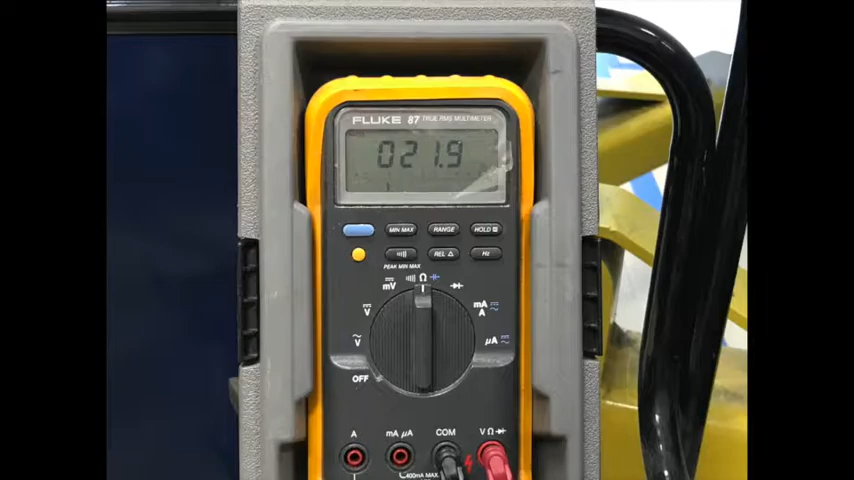 FLUKE 87 TRUE RMS MULTIMETER
021.9
MIN MAX RANGE HOLD
REL Δ Hz
PEAK MIN MAX
mV Ω
V mA
A
V µA
OFF
A mA µA COM V Ω
400mA MAX